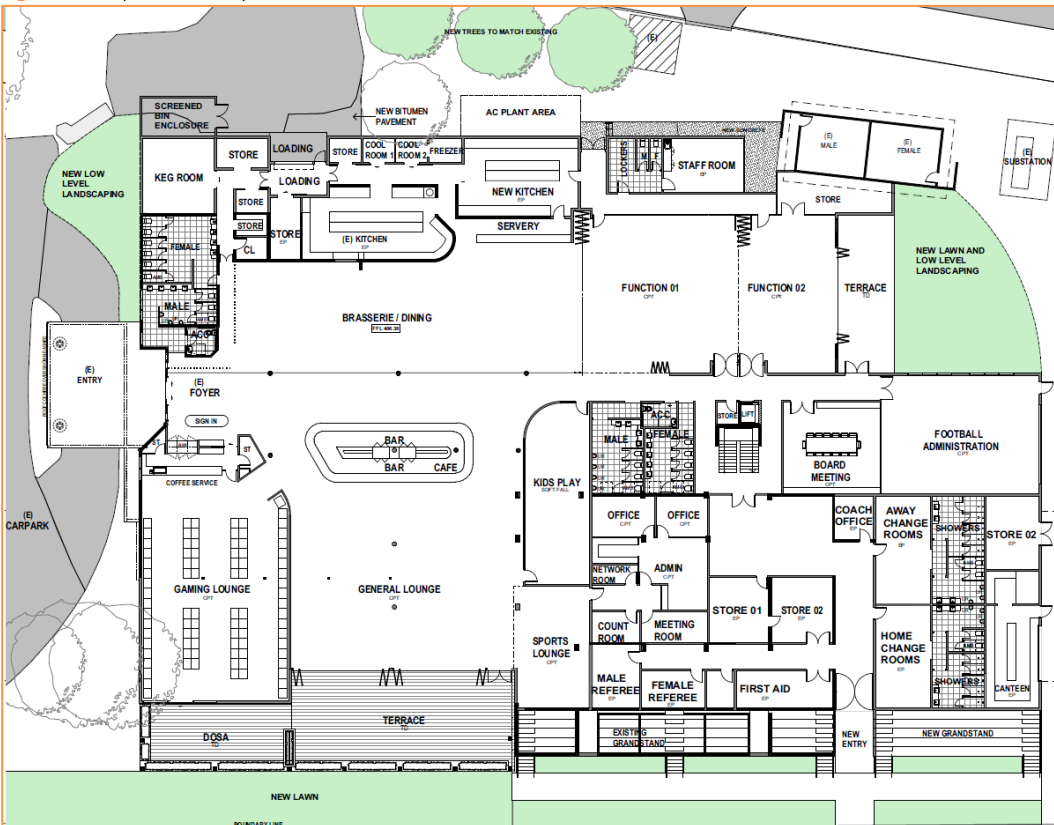 NEW TREES TO MATCH EXISTING
(E)
SCREENED
BIN
ENCLOSURE
NEW BITUMEN
PAVEMENT
AC PLANT AREA
NEW CONCRETE
(E)
MALE
(E)
FEMALE
(E)
SUBSTATION
STORE
LOADING
STORE
COOL
ROOM 1
COOL
ROOM 2
FREEZER
LOCKERS
M
F
STAFF ROOM
EP
NEW LOW
LEVEL
LANDSCAPING
KEG ROOM
LOADING
STORE
NEW KITCHEN
EP
STORE
STORE
STORE
EP
(E) KITCHEN
EP
SERVERY
CL
FEMALE
NEW LAWN AND
LOW LEVEL
LANDSCAPING
FUNCTION 01
CPT
FUNCTION 02
CPT
TERRACE
TD
MALE
BRASSERIE / DINING
ACC
(E)
ENTRY
(E)
FOYER
SIGN IN
ST
ST
COFFEE SERVICE
BAR
BAR
CAFE
KIDS PLAY
SOFT FALL
MALE
ACC
FEMALE
STORE
LIFT
BOARD
MEETING
CPT
FOOTBALL
ADMINISTRATION
CPT
(E)
CARPARK
GAMING LOUNGE
CPT
GENERAL LOUNGE
CPT
OFFICE
CPT
OFFICE
CPT
NETWORK
ROOM
ADMIN
CPT
COACH
OFFICE
EP
AWAY
CHANGE
ROOMS
EP
SHOWERS
STORE 02
EP
STORE 01
EP
STORE 02
EP
COUNT
ROOM
MEETING
ROOM
SPORTS
LOUNGE
CPT
HOME
CHANGE
ROOMS
EP
SHOWERS
CANTEEN
EP
MALE
REFEREE
EP
FEMALE
REFEREE
EP
FIRST AID
EP
TERRACE
TD
DOSA
TD
EXISTING
GRANDSTAND
NEW
ENTRY
NEW GRANDSTAND
NEW LAWN
BOUNDARY LINE